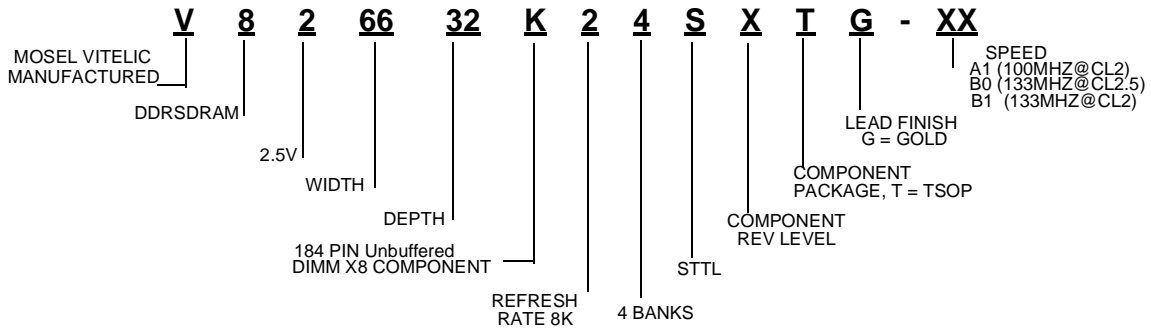 V 8 2 66 32 K 2 4 S X T G - XX
MOSEL VITELIC
MANUFACTURED
DDRSDRAM
2.5V
WIDTH
DEPTH
184 PIN Unbuffered
DIMM X8 COMPONENT
REFRESH
RATE 8K
4 BANKS
STTL
COMPONENT
REV LEVEL
COMPONENT
PACKAGE, T = TSOP
LEAD FINISH
G = GOLD
SPEED
A1 (100MHZ@CL2)
B0 (133MHZ@CL2.5)
B1 (133MHZ@CL2)